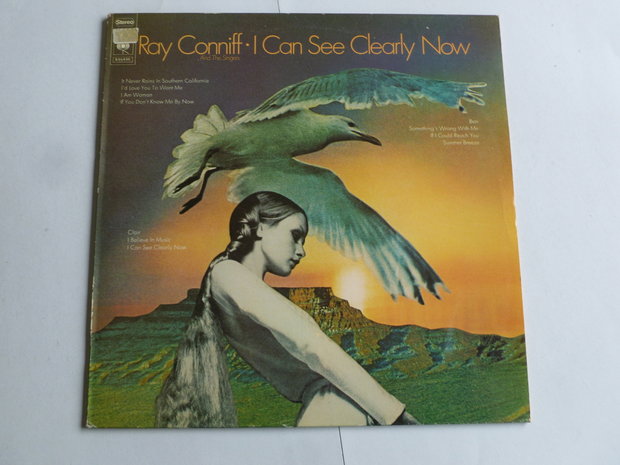 Stereo
Ray Conniff • I Can See Clearly Now
And The Singers
It Never Rains In Southern California
I'd Love You To Want Me
I Am Woman
If You Don't Know Me By Now
Ben
Something's Wrong With Me
If I Could Reach You
Summer Breeze
Clair
I Believe In Music
I Can See Clearly Now